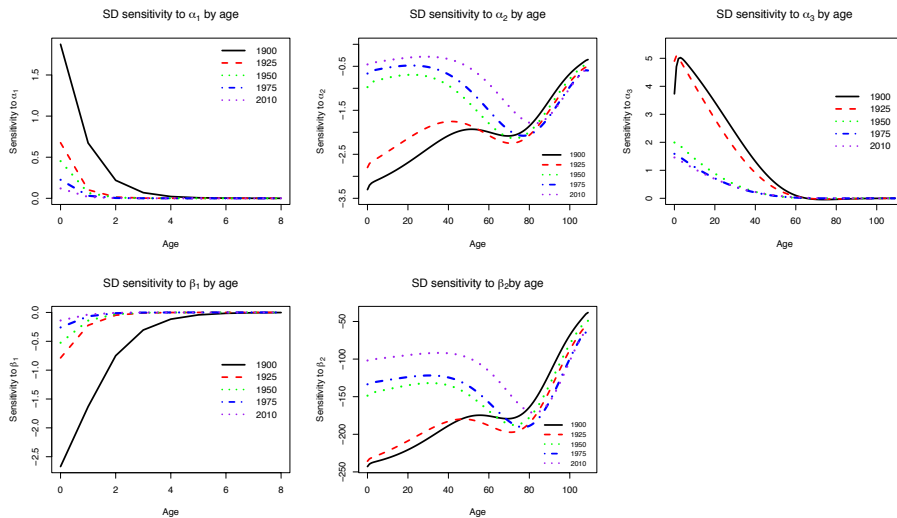 SD sensitivity to α1 by age
Sensitivity to α1
1.5
1.0
0.5
0.0
0 2 4 6 8
Age
1900
1925
1950
1975
2010
SD sensitivity to α2 by age
Sensitivity to α2
−0.5
−1.5
−2.5
−3.5
0 20 40 60 80 100
Age
1900
1925
1950
1975
2010
SD sensitivity to α3 by age
Sensitivity to α3
5
4
3
2
1
0
0 20 40 60 80 100
Age
1900
1925
1950
1975
2010
SD sensitivity to β1 by age
Sensitivity to β1
0.0
−0.5
−1.0
−1.5
−2.0
−2.5
0 2 4 6 8
Age
1900
1925
1950
1975
2010
SD sensitivity to β2by age
Sensitivity to β2
−50
−100
−150
−200
−250
0 20 40 60 80 100
Age
1900
1925
1950
1975
2010